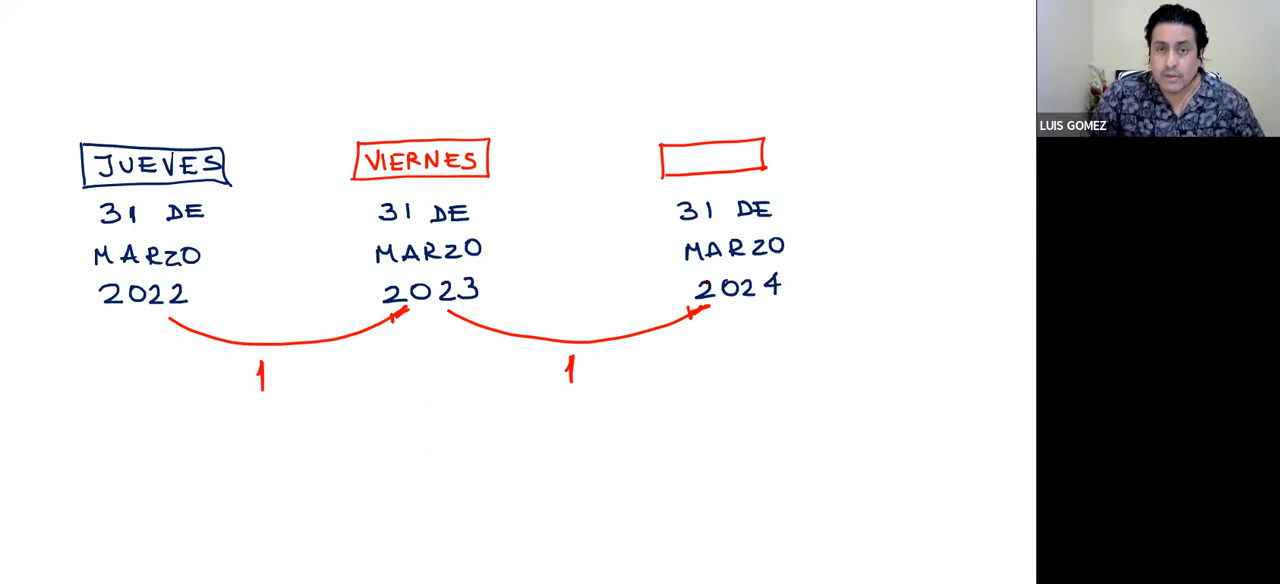 JUEVES
31 DE
MARZO
2022
VIERNES
31 DE
MARZO
2023
31 DE
MARZO
2024
1
1
LUIS GOMEZ